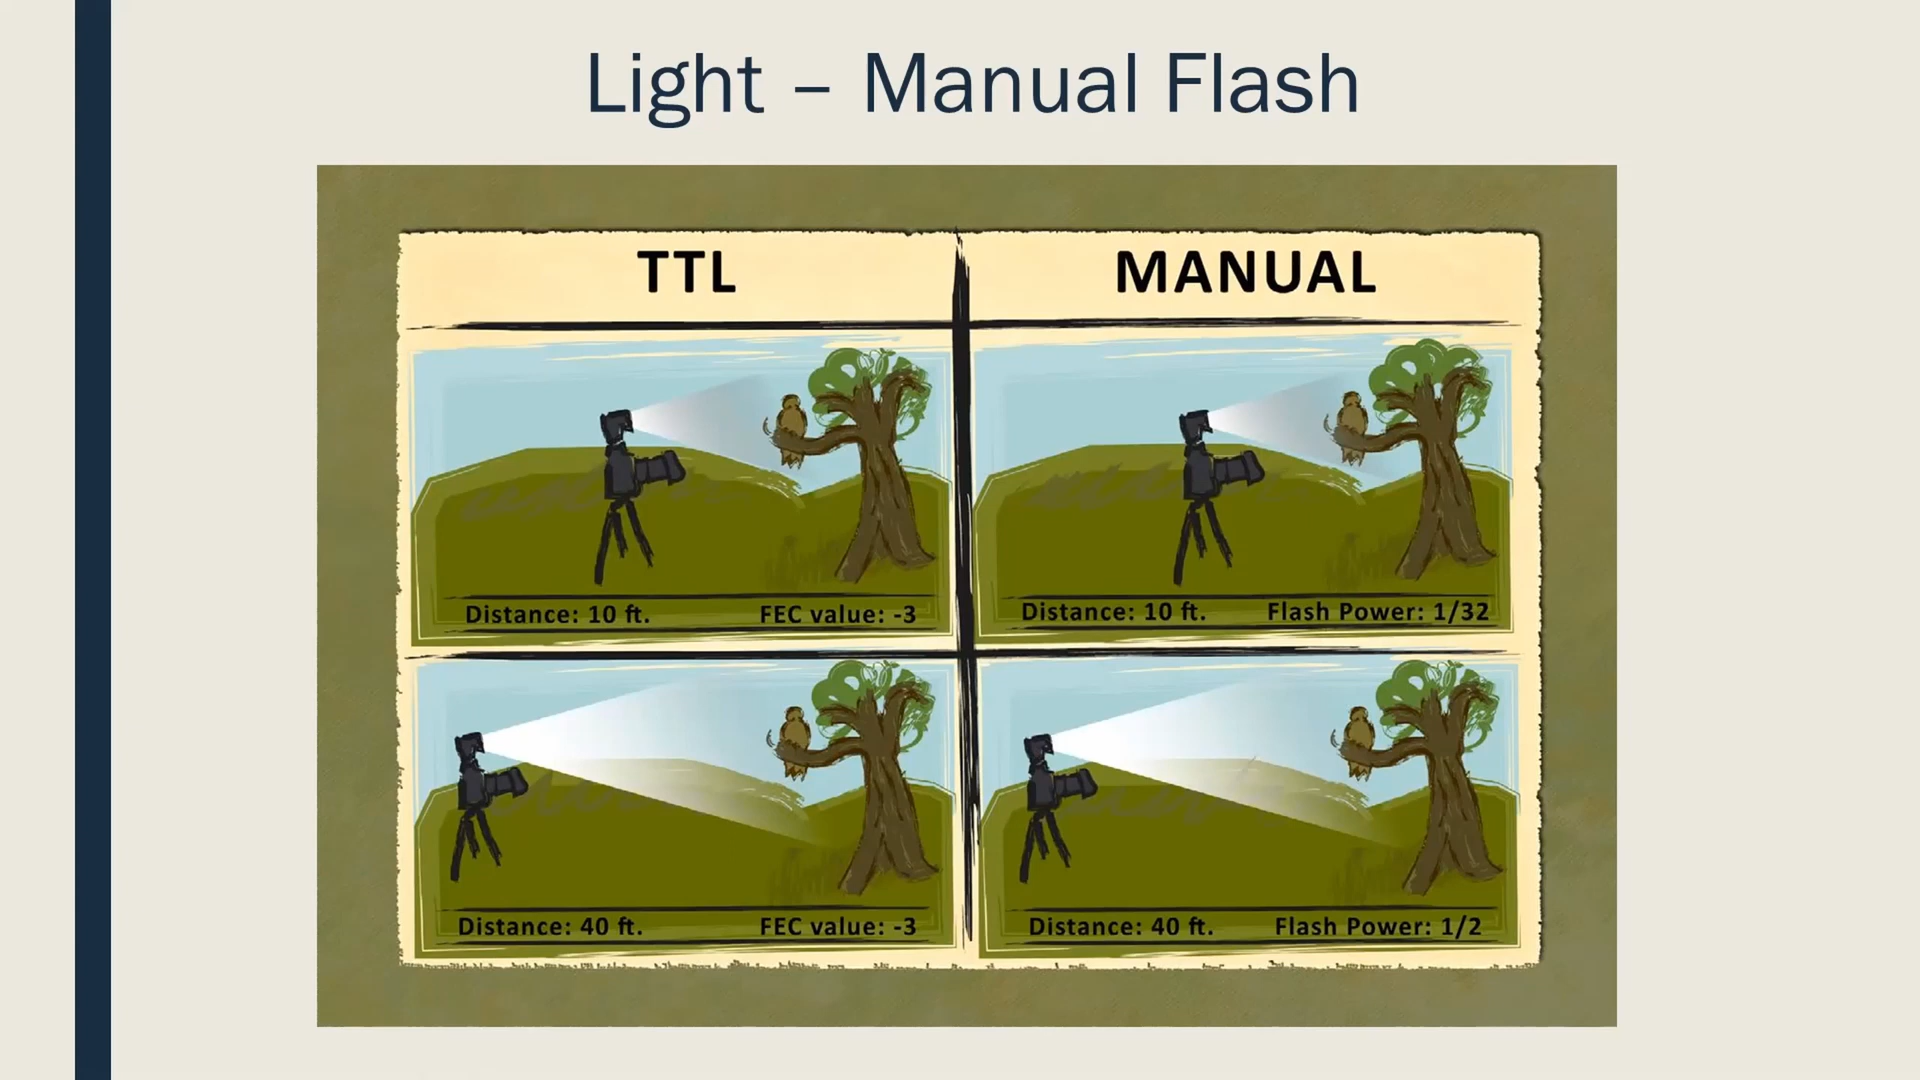 Light – Manual Flash
TTL
MANUAL
Distance: 10 ft. FEC value: -3
Distance: 10 ft. Flash Power: 1/32
Distance: 40 ft. FEC value: -3
Distance: 40 ft. Flash Power: 1/2